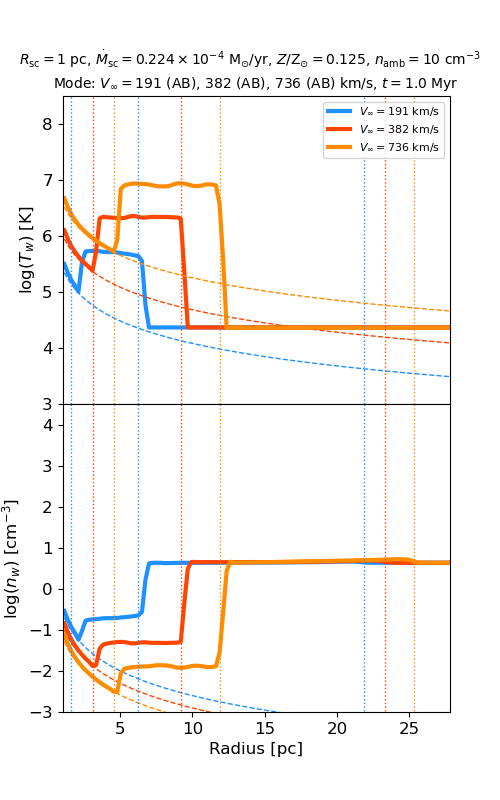 R_sc = 1 pc, Ṁ_sc = 0.224 × 10⁻⁴ M_⊙/yr, Z/Z_⊙ = 0.125, n_amb = 10 cm⁻³
Mode: V_∞ = 191 (AB), 382 (AB), 736 (AB) km/s, t = 1.0 Myr
V_∞ = 191 km/s
V_∞ = 382 km/s
V_∞ = 736 km/s
log(T_w) [K]
8
7
6
5
4
3
log(n_w) [cm⁻³]
4
3
2
1
0
−1
−2
−3
5 10 15 20 25
Radius [pc]